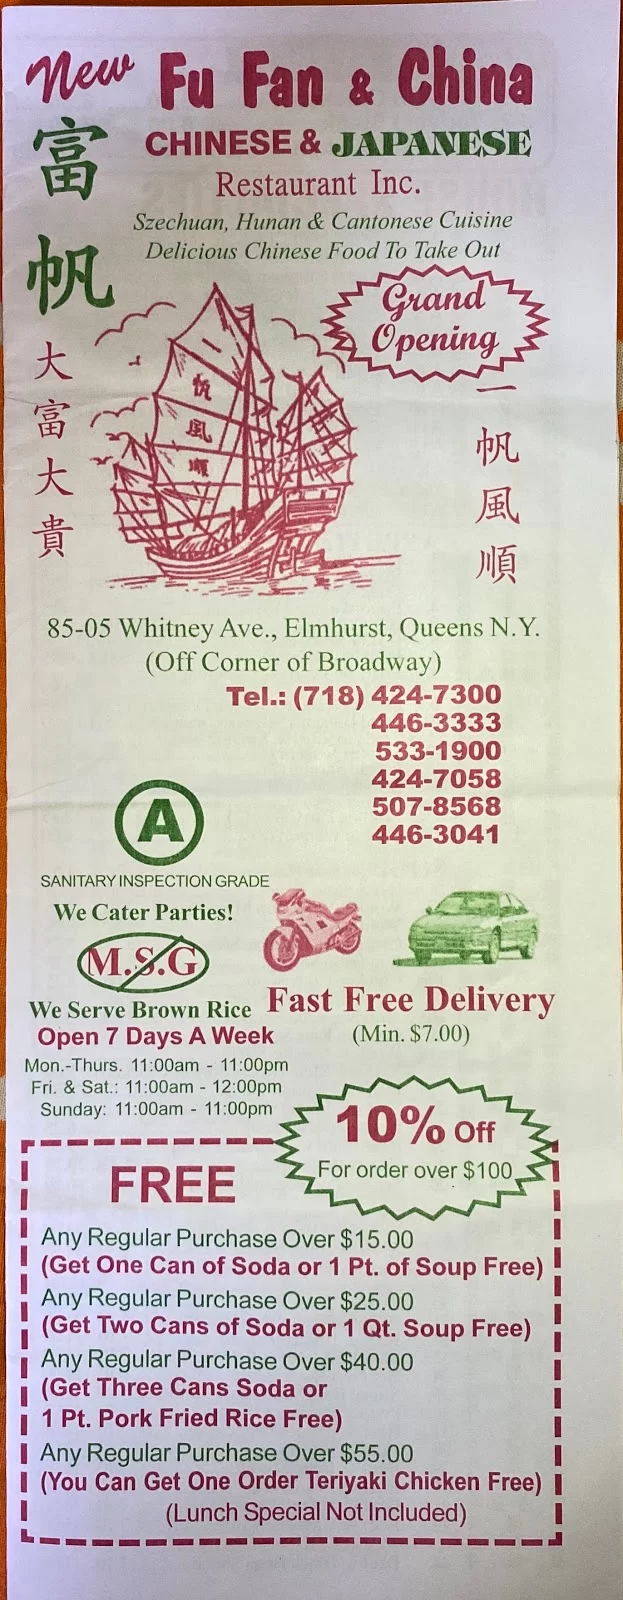 New Fu Fan & China
富帆
CHINESE & JAPANESE
Restaurant Inc.
Szechuan, Hunan & Cantonese Cuisine
Delicious Chinese Food To Take Out
Grand
Opening
大富大貴
帆風順
一帆風順
85-05 Whitney Ave., Elmhurst, Queens N.Y.
(Off Corner of Broadway)
Tel.: (718) 424-7300
446-3333
533-1900
424-7058
507-8568
446-3041
A
SANITARY INSPECTION GRADE
We Cater Parties!
M.S.G
We Serve Brown Rice
Fast Free Delivery
(Min. $7.00)
Open 7 Days A Week
Mon.-Thurs. 11:00am - 11:00pm
Fri. & Sat.: 11:00am - 12:00pm
Sunday: 11:00am - 11:00pm
10% Off
For order over $100
FREE
Any Regular Purchase Over $15.00
(Get One Can of Soda or 1 Pt. of Soup Free)
Any Regular Purchase Over $25.00
(Get Two Cans of Soda or 1 Qt. Soup Free)
Any Regular Purchase Over $40.00
(Get Three Cans Soda or
1 Pt. Pork Fried Rice Free)
Any Regular Purchase Over $55.00
(You Can Get One Order Teriyaki Chicken Free)
(Lunch Special Not Included)